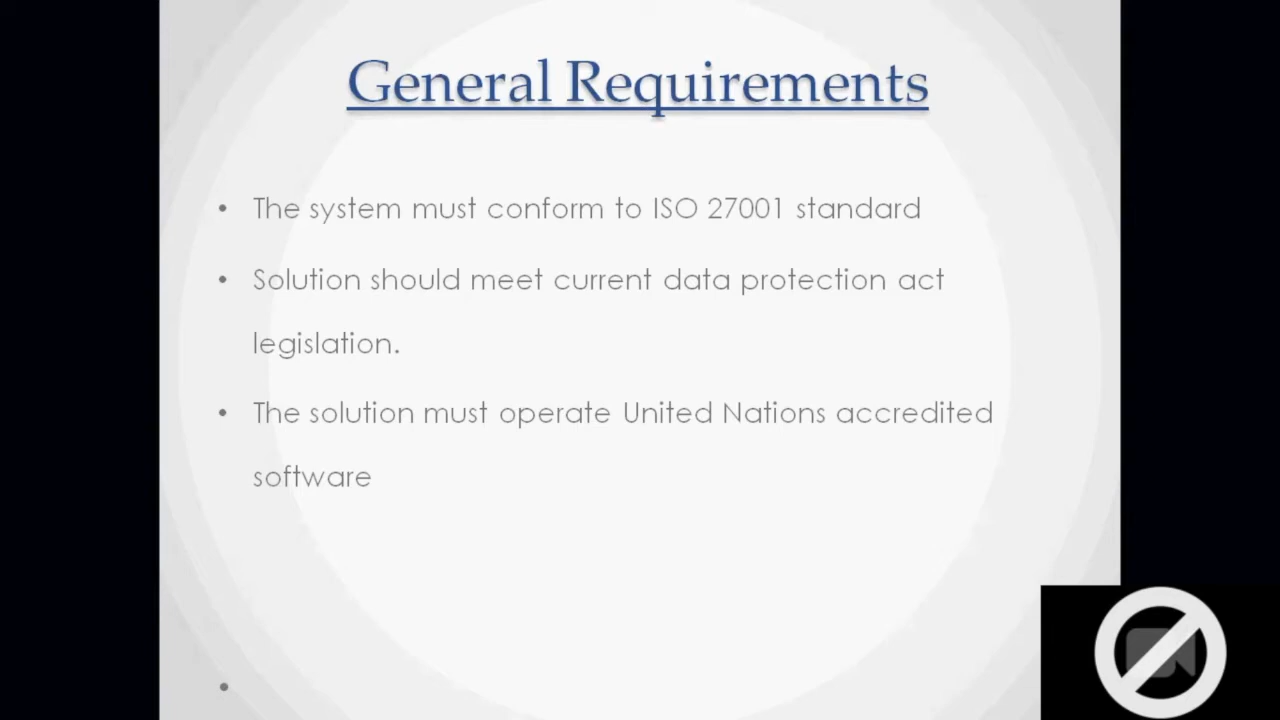 General Requirements
• The system must conform to ISO 27001 standard
• Solution should meet current data protection act
legislation.
• The solution must operate United Nations accredited
software
•